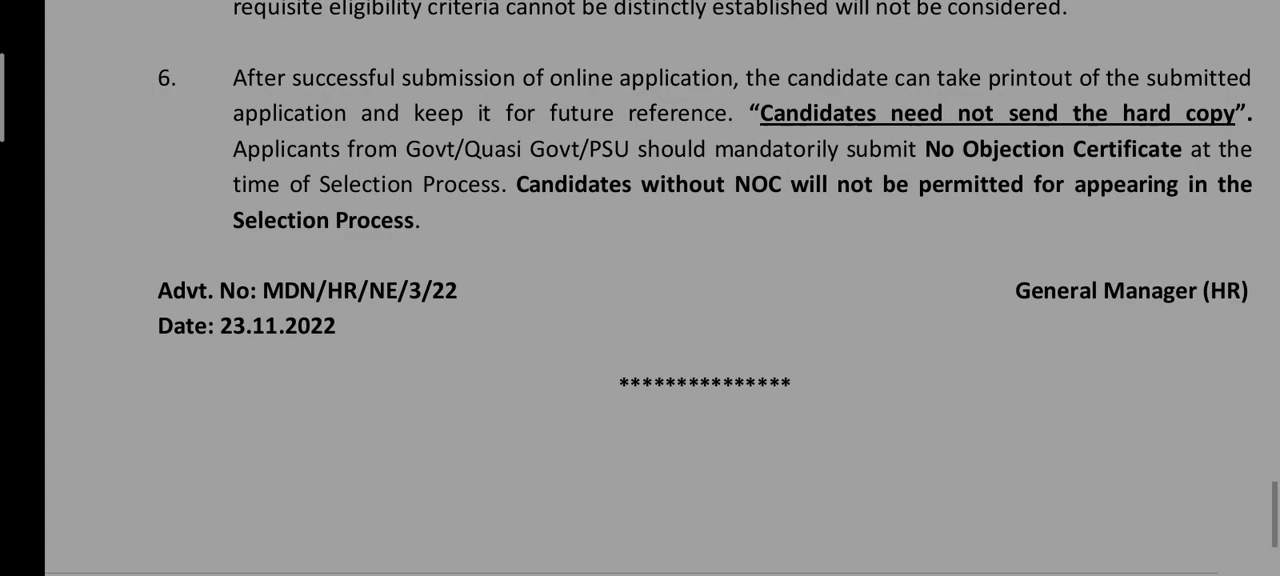 requisite eligibility criteria cannot be distinctly established will not be considered.
6. After successful submission of online application, the candidate can take printout of the submitted
application and keep it for future reference. “Candidates need not send the hard copy”.
Applicants from Govt/Quasi Govt/PSU should mandatorily submit No Objection Certificate at the
time of Selection Process. Candidates without NOC will not be permitted for appearing in the
Selection Process.
Advt. No: MDN/HR/NE/3/22 General Manager (HR)
Date: 23.11.2022
***************